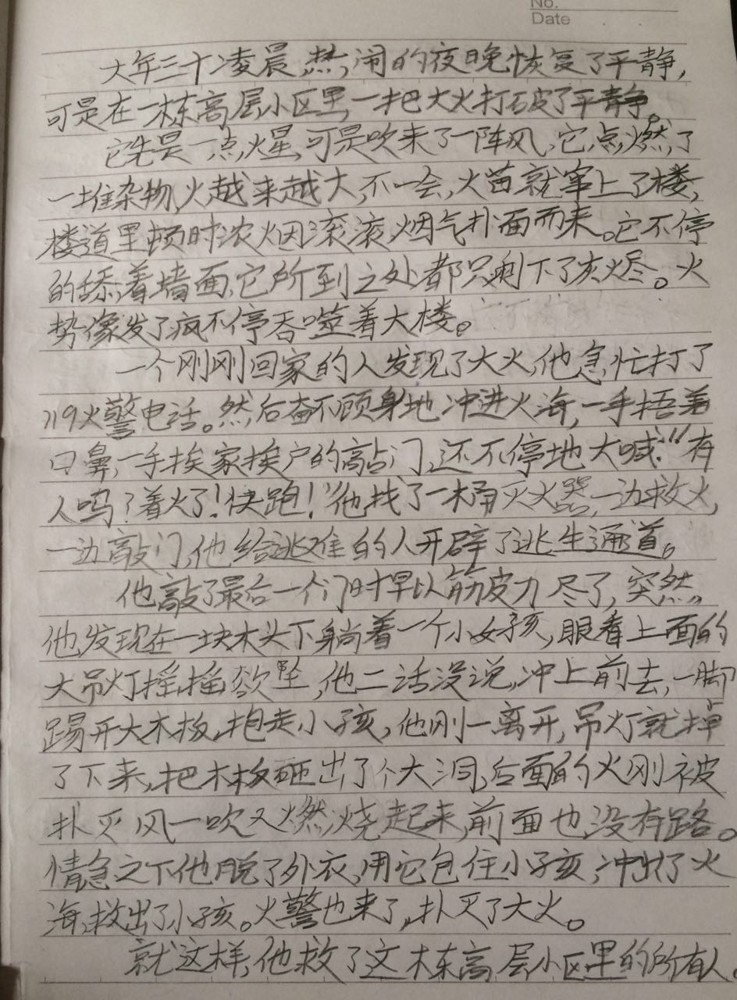 No.
Date
大年三十凌晨,热闹的夜晚恢复了平静,
可是在一栋高层小区里,一把大火打破了平静。
它先是一点火星,可是吹来了一阵风,它点燃了
一堆杂物,火越来越大,不一会,火苗就窜上了楼,
楼道里顿时浓烟滚滚,烟气扑面而来。它不停
的舔着墙面,它所到之处都只剩下了灰烬。火
势像发了疯不停吞噬着大楼。
一个刚刚回家的人发现了大火,他急忙打了
119火警电话。然后奋不顾身地冲进火海,一手捂着
口鼻,一手挨家挨户的敲门,还不停地大喊:“有
人吗?着火了!快跑!”他找了一桶灭火器,一边救火,
一边敲门,他给逃难的人开辟了逃生通道。
他敲了最后一个门时早以筋皮力尽了,突然,
他发现在一块木头下躺着一个小女孩,眼看上面的
大吊灯摇摇欲坠,他二话没说,冲上前去,一脚
踢开大木板,抱走小孩,他刚一离开,吊灯就掉
了下来,把木板砸出了个大洞,后面的火刚被
扑灭风一吹又燃烧起来,前面也没有路。
情急之下他脱了外衣,用它包住小孩,冲出了火
海,救出了小孩。火警也来了,扑灭了大火。
就这样,他救了这栋高层小区里的所有人。